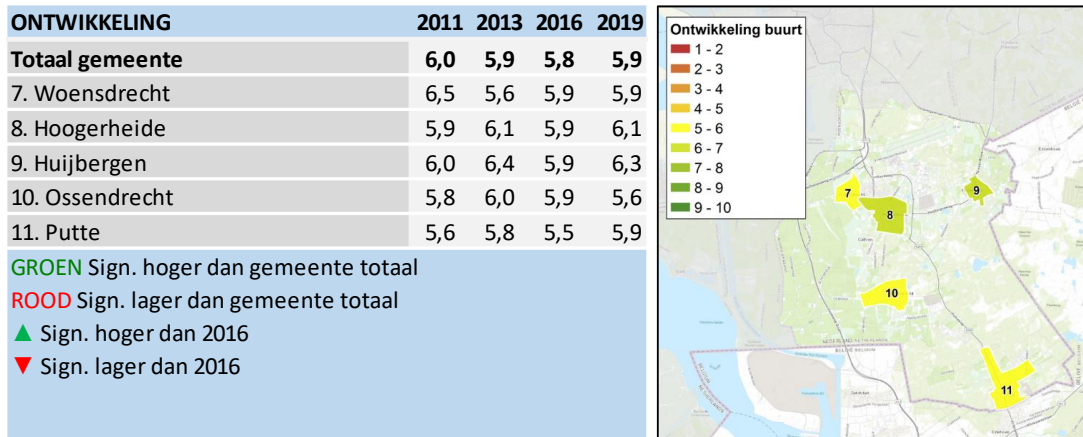 ONTWIKKELING 2011 2013 2016 2019
Totaal gemeente 6,0 5,9 5,8 5,9
7. Woensdrecht 6,5 5,6 5,9 5,9
8. Hoogerheide 5,9 6,1 5,9 6,1
9. Huijbergen 6,0 6,4 5,9 6,3
10. Ossendrecht 5,8 6,0 5,9 5,6
11. Putte 5,6 5,8 5,5 5,9
GROEN Sign. hoger dan gemeente totaal
ROOD Sign. lager dan gemeente totaal
▲ Sign. hoger dan 2016
▼ Sign. lager dan 2016
Ontwikkeling buurt
1 - 2
2 - 3
3 - 4
4 - 5
5 - 6
6 - 7
7 - 8
8 - 9
9 - 10
7
8
9
10
11